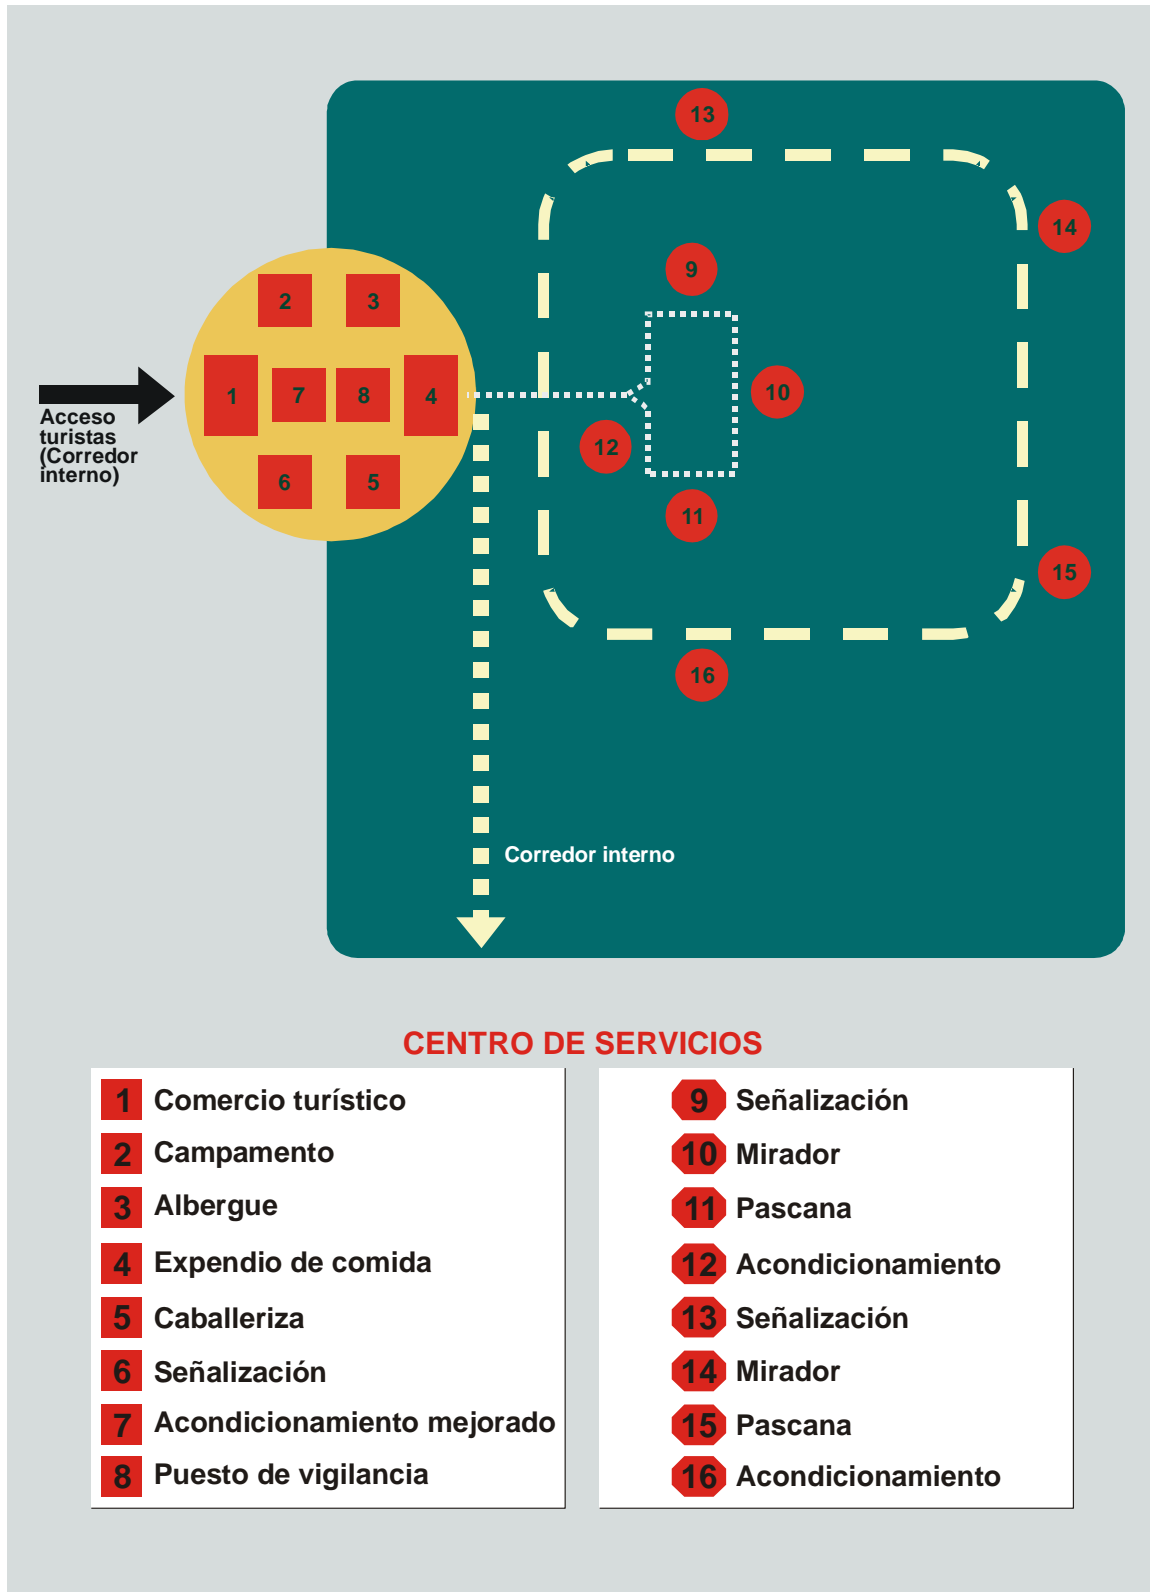 13
14
9
2
3
1
7
8
4
10
Acceso
turistas
(Corredor
interno)
12
6
5
11
15
16
Corredor interno
CENTRO DE SERVICIOS
1 Comercio turístico
2 Campamento
3 Albergue
4 Expendio de comida
5 Caballeriza
6 Señalización
7 Acondicionamiento mejorado
8 Puesto de vigilancia
9 Señalización
10 Mirador
11 Pascana
12 Acondicionamiento
13 Señalización
14 Mirador
15 Pascana
16 Acondicionamiento